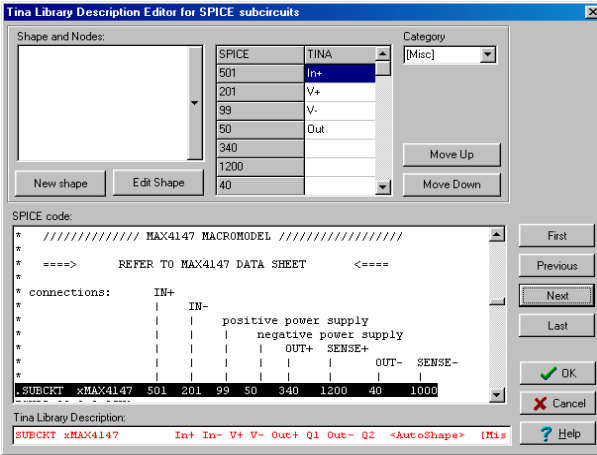 Tina Library Description Editor for SPICE subcircuits
Shape and Nodes:
Category
SPICE TINA
[Misc]
501 In+
201 V+
99 V-
50 Out
340
1200
40
New shape Edit Shape
Move Up
Move Down
SPICE code:
* ////////////// MAX4147 MACROMODEL //////////////////
*
* ====> REFER TO MAX4147 DATA SHEET <====
*
* connections: IN+
* | IN-
* | | positive power supply
* | | | negative power supply
* | | | | OUT+ SENSE+
* | | | | | | OUT- SENSE-
* | | | | | | | |
.SUBCKT xMAX4147 501 201 99 50 340 1200 40 1000
First
Previous
Next
Last
OK
Cancel
Help
Tina Library Description:
SUBCKT xMAX4147 In+ In- V+ V- Out+ Q1 Out- Q2 <AutoShape> [Mis